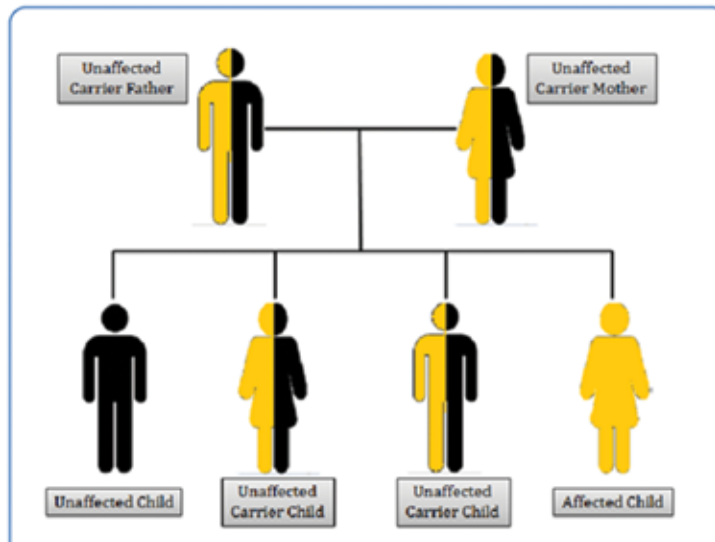 Unaffected
Carrier Father
Unaffected
Carrier Mother
Unaffected Child
Unaffected
Carrier Child
Unaffected
Carrier Child
Affected Child